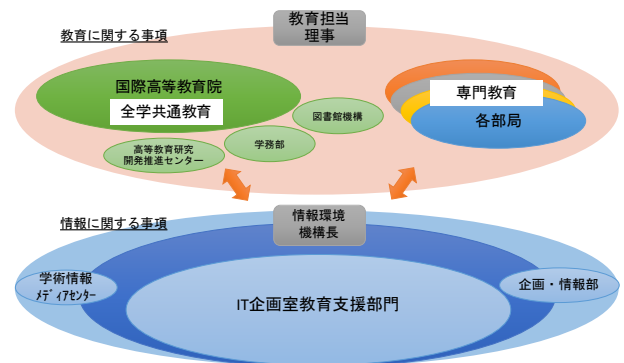 教育担当
理事
教育に関する事項
国際高等教育院
全学共通教育
専門教育
各部局
図書館機構
学務部
高等教育研究
開発推進センター
情報に関する事項
情報環境
機構長
学術情報
ﾒﾃﾞｨｱｾﾝﾀｰ
企画・情報部
IT企画室教育支援部門